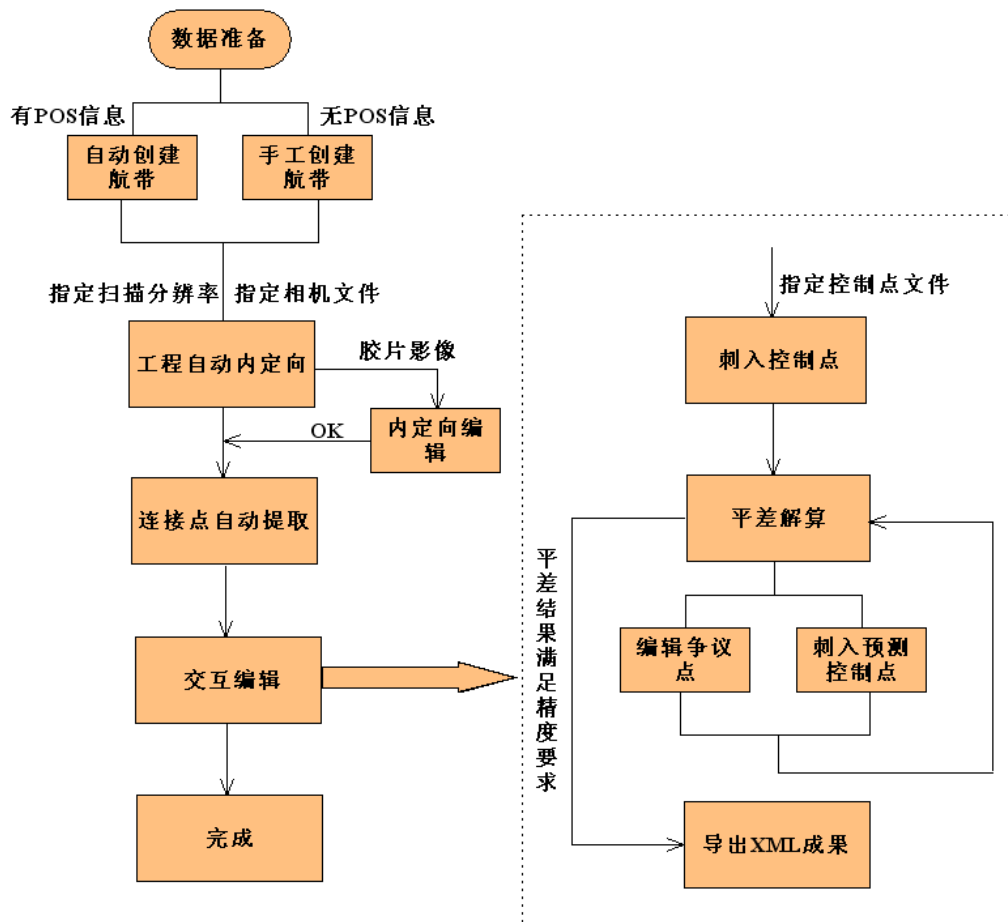 数据准备
有POS信息
无POS信息
自动创建
航带
手工创建
航带
指定扫描分辨率
指定相机文件
工程自动内定向
胶片影像
内定向编
辑
OK
连接点自动提取
交互编辑
完成
指定控制点文件
刺入控制点
平差解算
平差结果满足精度要求
编辑争议
点
刺入预测
控制点
导出XML成果